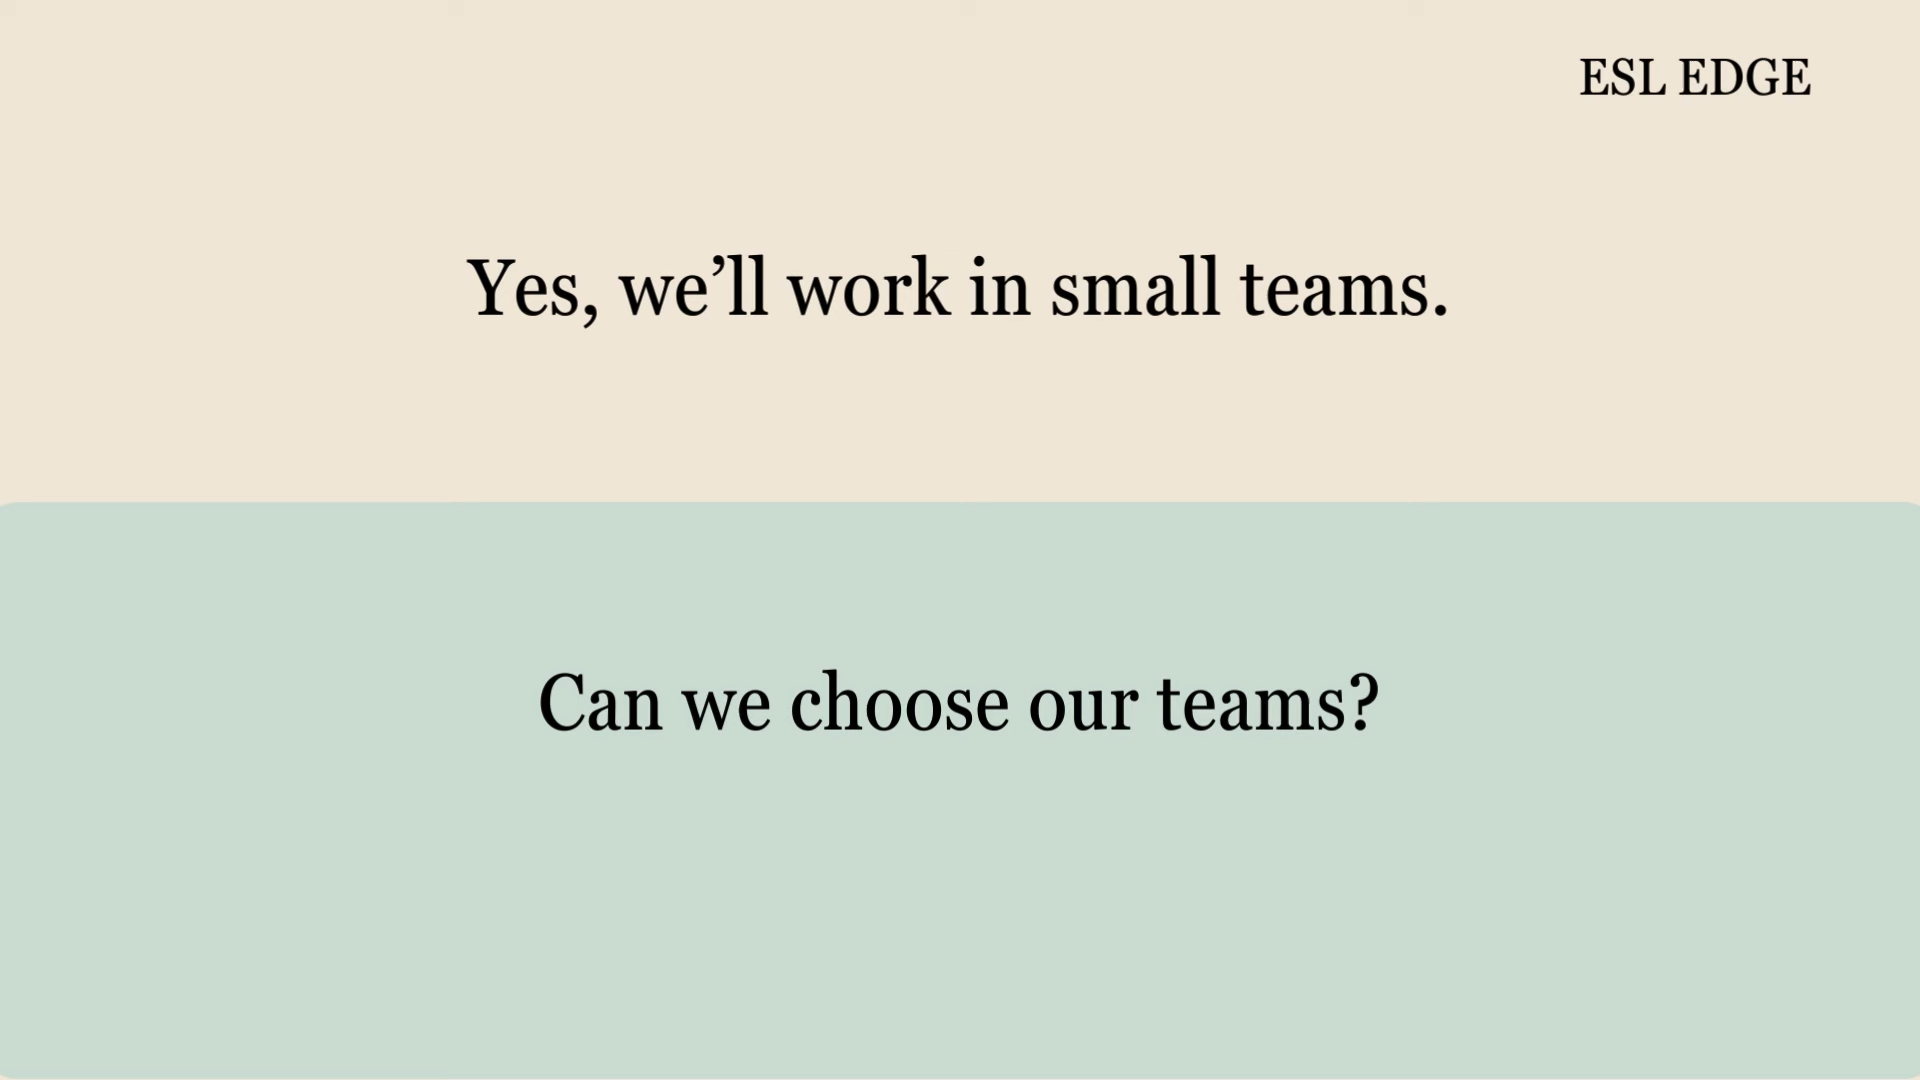 ESL EDGE
Yes, we’ll work in small teams.
Can we choose our teams?